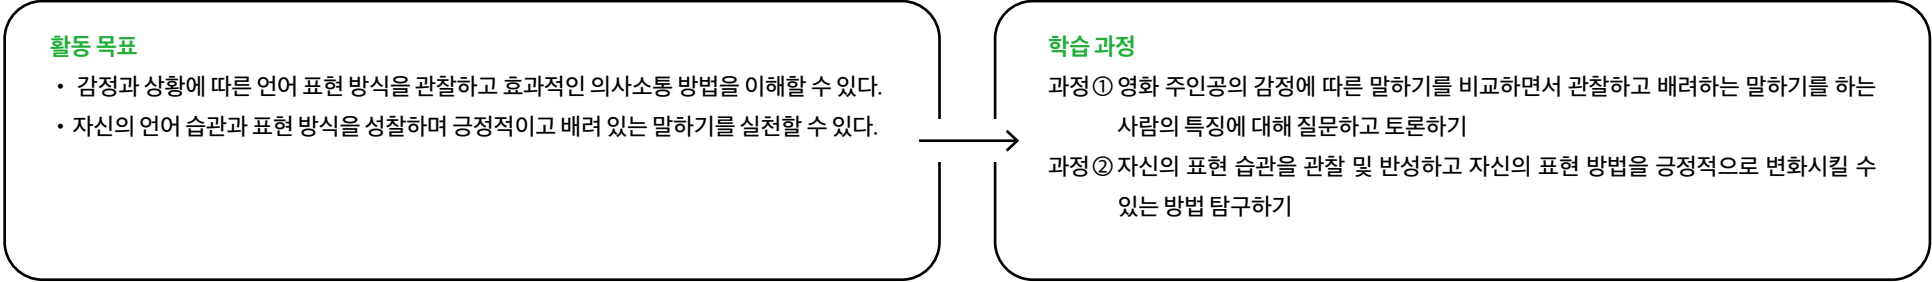 활동 목표
• 감정과 상황에 따른 언어 표현 방식을 관찰하고 효과적인 의사소통 방법을 이해할 수 있다.
• 자신의 언어 습관과 표현 방식을 성찰하며 긍정적이고 배려 있는 말하기를 실천할 수 있다.
학습 과정
과정① 영화 주인공의 감정에 따른 말하기를 비교하면서 관찰하고 배려하는 말하기를 하는
사람의 특징에 대해 질문하고 토론하기
과정② 자신의 표현 습관을 관찰 및 반성하고 자신의 표현 방법을 긍정적으로 변화시킬 수
있는 방법 탐구하기